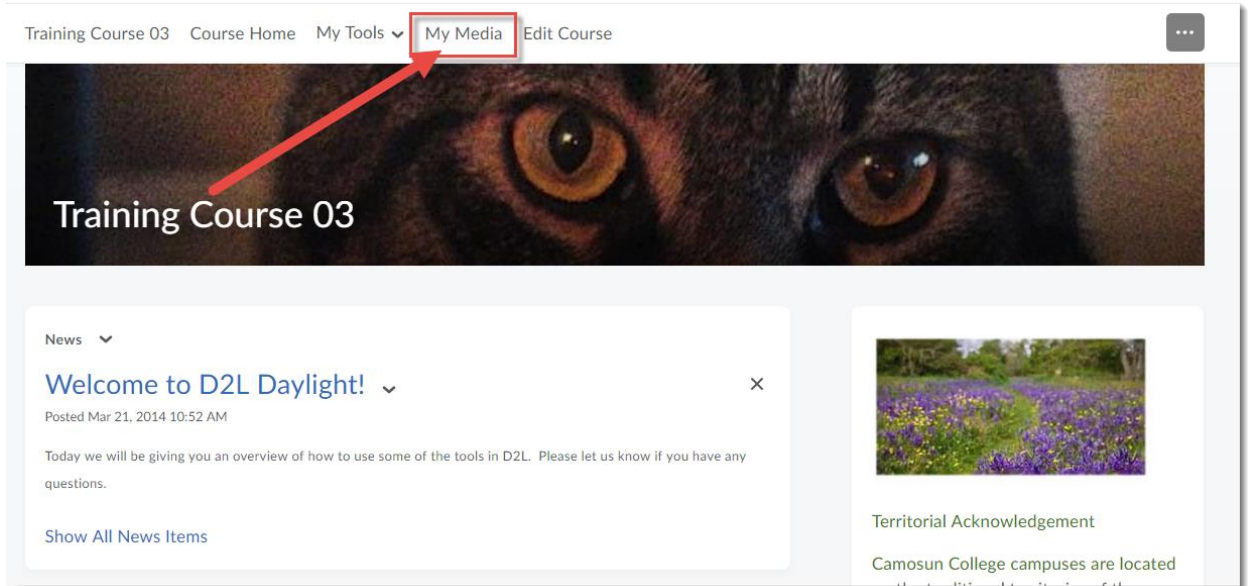 Training Course 03 Course Home My Tools My Media Edit Course
Training Course 03
News
Welcome to D2L Daylight!
Posted Mar 21, 2014 10:52 AM
Today we will be giving you an overview of how to use some of the tools in D2L. Please let us know if you have any
questions.
Show All News Items
Territorial Acknowledgement
Camosun College campuses are located